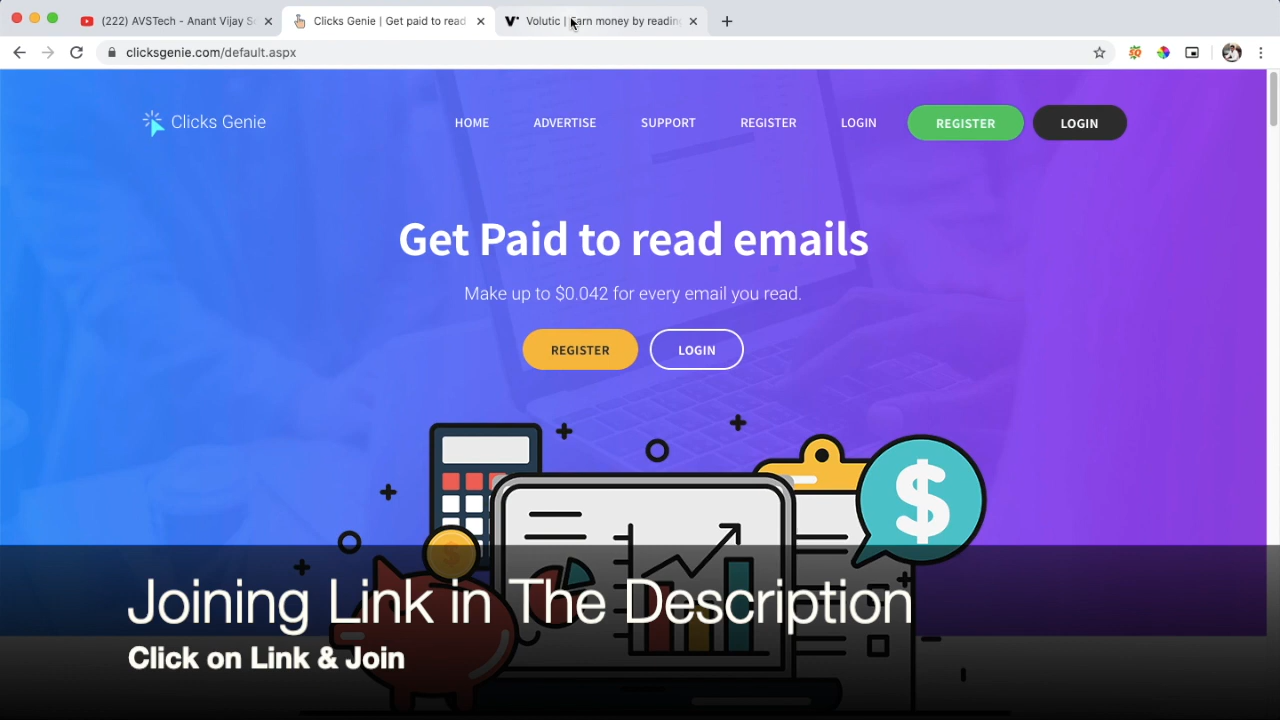 (222) AVSTech - Anant Vijay S
Clicks Genie | Get paid to read
Volutic | Earn money by reading
clicksgenie.com/default.aspx
Clicks Genie
HOME
ADVERTISE
SUPPORT
REGISTER
LOGIN
REGISTER
LOGIN
Get Paid to read emails
Make up to $0.042 for every email you read.
REGISTER
LOGIN
$
Joining Link in The Description
Click on Link & Join